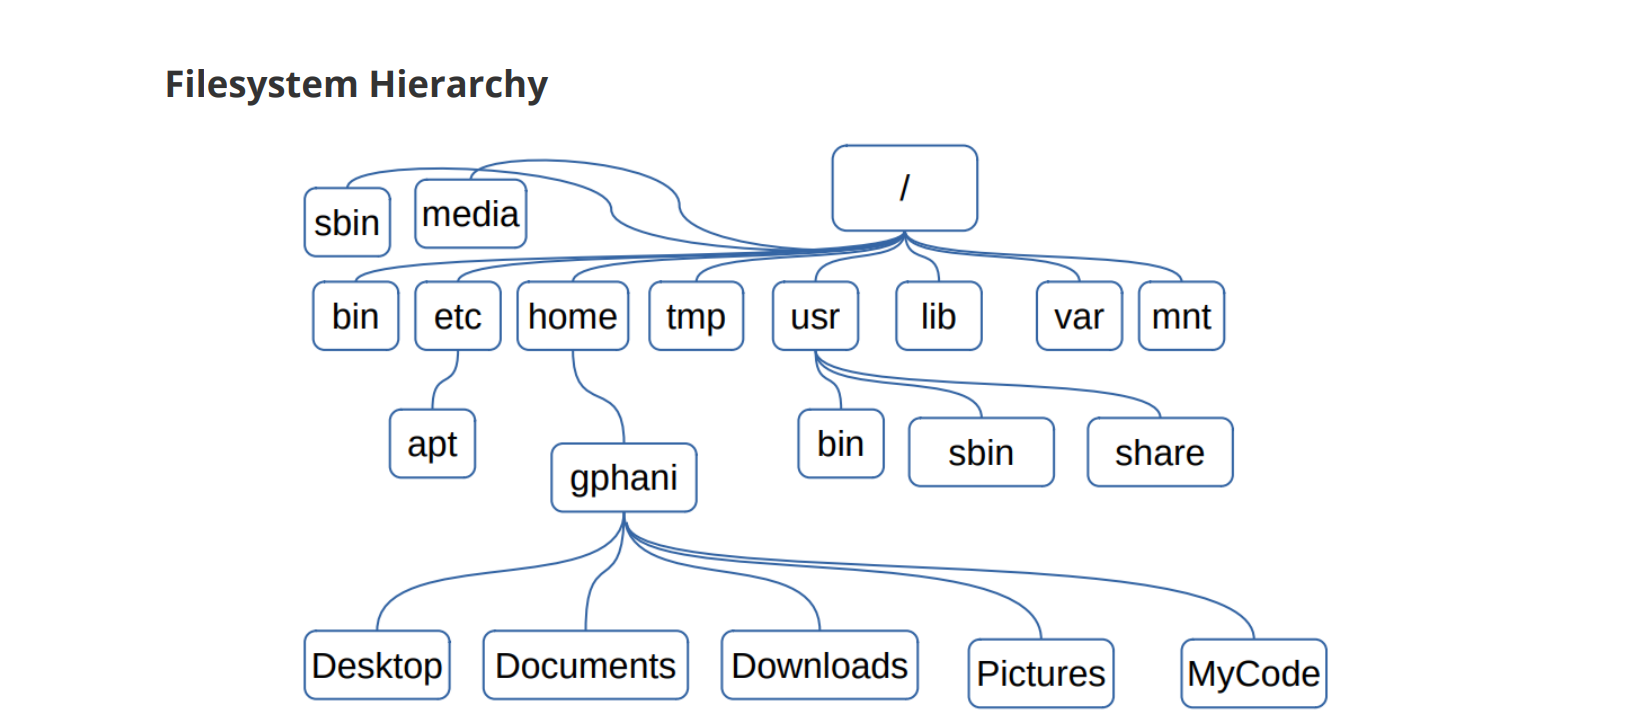 Filesystem Hierarchy
/
sbin
media
bin
etc
home
tmp
usr
lib
var
mnt
apt
gphani
bin
sbin
share
Desktop
Documents
Downloads
Pictures
MyCode